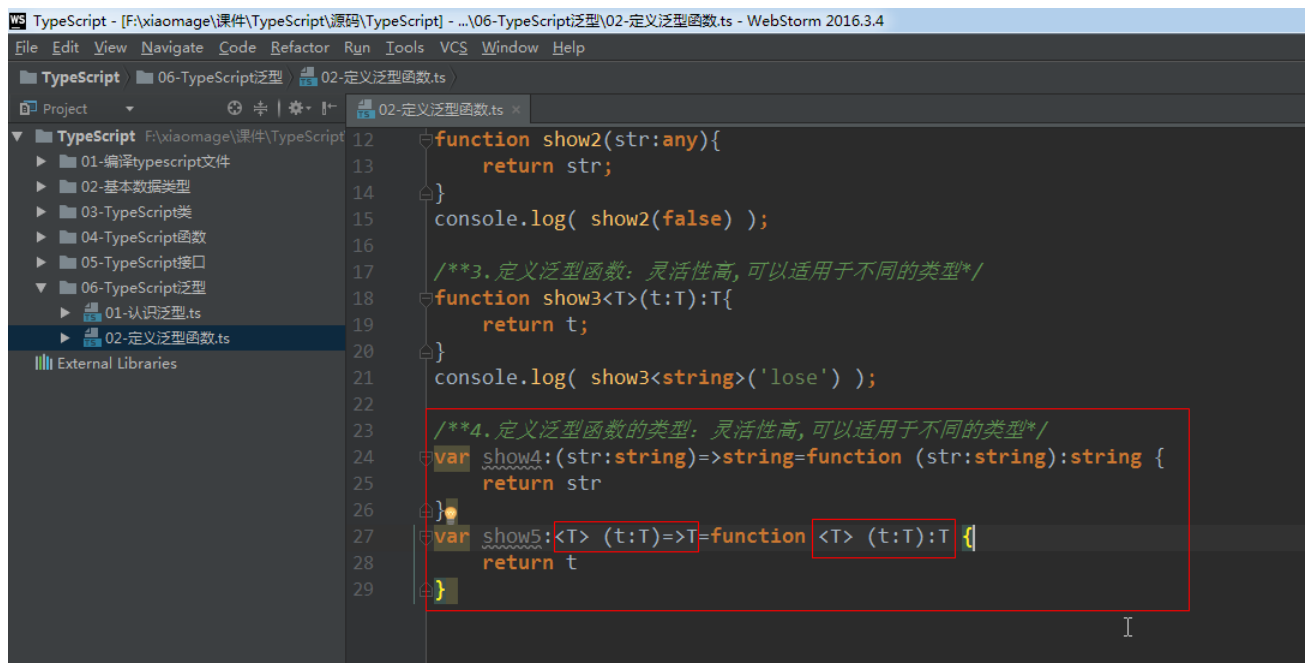 TypeScript - [F:\xiaomage\课件\TypeScript\源码\TypeScript] - ...\06-TypeScript泛型\02-定义泛型函数.ts - WebStorm 2016.3.4
File Edit View Navigate Code Refactor Run Tools VCS Window Help
TypeScript 06-TypeScript泛型 02-定义泛型函数.ts
Project
02-定义泛型函数.ts
TypeScript F:\xiaomage\课件\TypeScript
01-编译typescript文件
02-基本数据类型
03-TypeScript类
04-TypeScript函数
05-TypeScript接口
06-TypeScript泛型
01-认识泛型.ts
02-定义泛型函数.ts
External Libraries
12 function show2(str:any){
13 return str;
14 }
15 console.log( show2(false) );
16
17 /**3.定义泛型函数: 灵活性高,可以适用于不同的类型*/
18 function show3<T>(t:T):T{
19 return t;
20 }
21 console.log( show3<string>('lose') );
22
23 /**4.定义泛型函数的类型: 灵活性高,可以适用于不同的类型*/
24 var show4:(str:string)=>string=function (str:string):string {
25 return str
26 }
27 var show5:<T> (t:T)=>T=function <T> (t:T):T {
28 return t
29 }